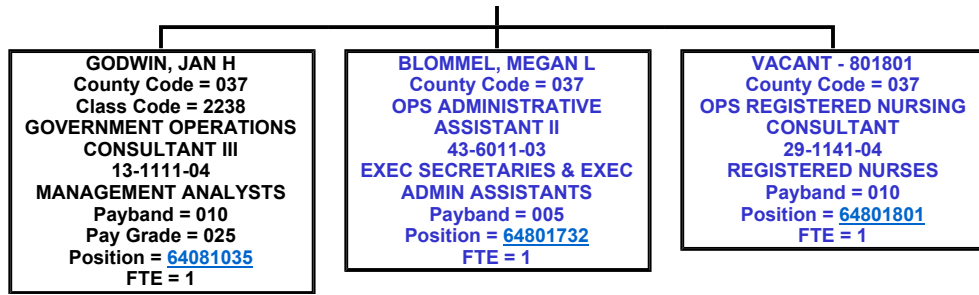 GODWIN, JAN H
County Code = 037
Class Code = 2238
GOVERNMENT OPERATIONS
CONSULTANT III
13-1111-04
MANAGEMENT ANALYSTS
Payband = 010
Pay Grade = 025
Position = 64081035
FTE = 1
BLOMMEL, MEGAN L
County Code = 037
OPS ADMINISTRATIVE
ASSISTANT II
43-6011-03
EXEC SECRETARIES & EXEC
ADMIN ASSISTANTS
Payband = 005
Position = 64801732
FTE = 1
VACANT - 801801
County Code = 037
OPS REGISTERED NURSING
CONSULTANT
29-1141-04
REGISTERED NURSES
Payband = 010
Position = 64801801
FTE = 1